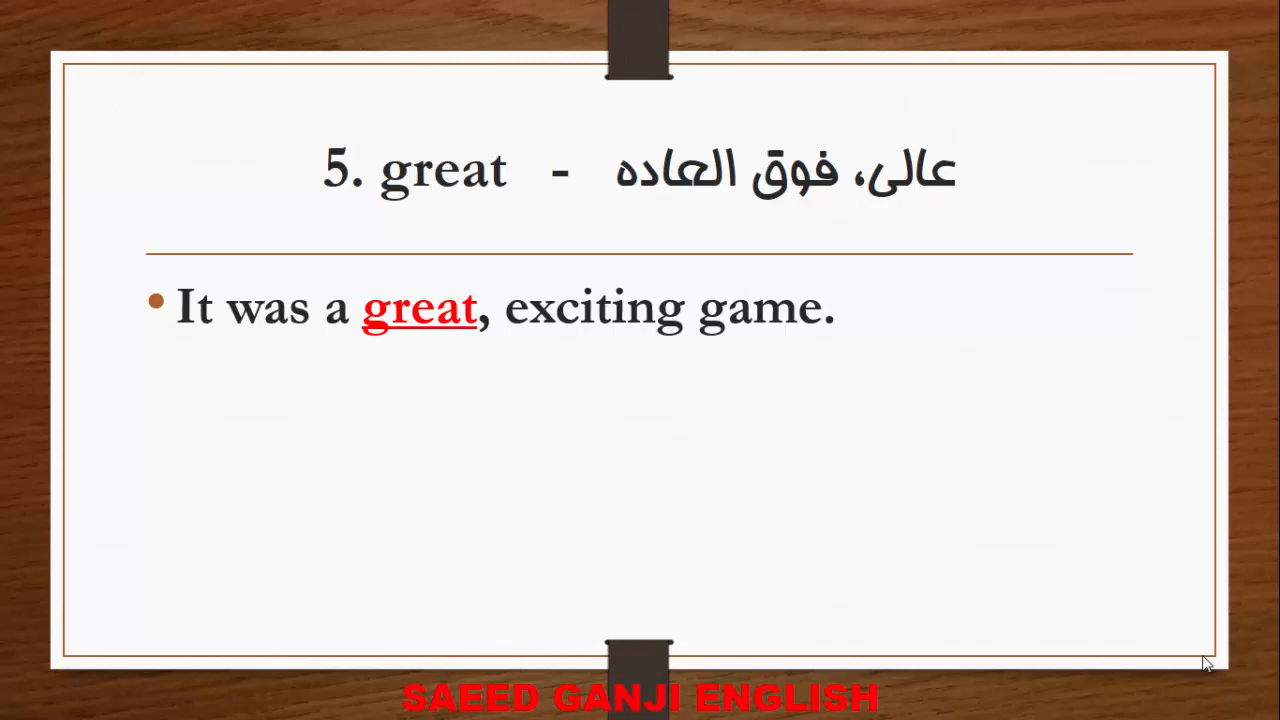 5. great - عالی، فوق العاده
• It was a great, exciting game.
SAEED GANJI ENGLISH